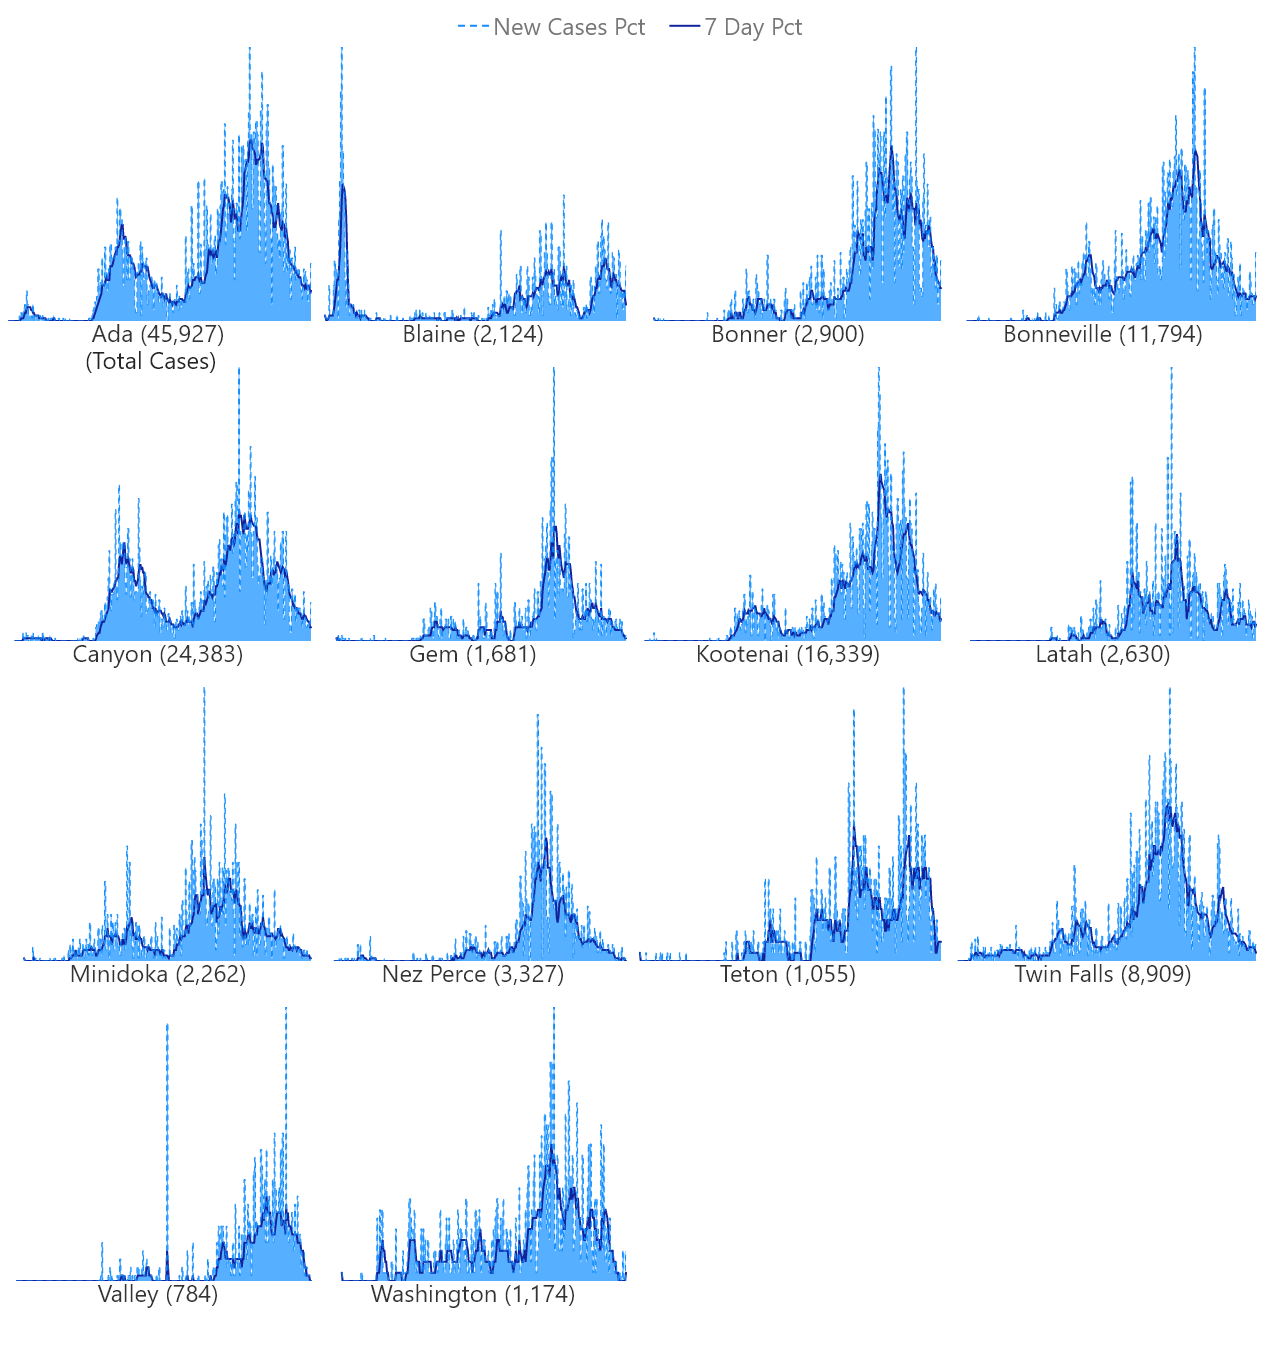 New Cases Pct 7 Day Pct
Ada (45,927) Blaine (2,124) Bonner (2,900) Bonneville (11,794)
(Total Cases)
Canyon (24,383) Gem (1,681) Kootenai (16,339) Latah (2,630)
Minidoka (2,262) Nez Perce (3,327) Teton (1,055) Twin Falls (8,909)
Valley (784) Washington (1,174)